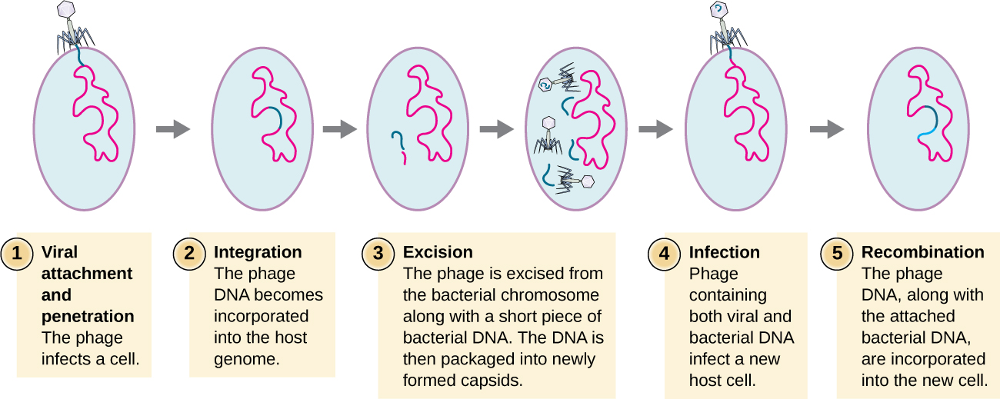 1 Viral
attachment
and
penetration
The phage
infects a cell.
2 Integration
The phage
DNA becomes
incorporated
into the host
genome.
3 Excision
The phage is excised from
the bacterial chromosome
along with a short piece of
bacterial DNA. The DNA is
then packaged into newly
formed capsids.
4 Infection
Phage
containing
both viral and
bacterial DNA
infect a new
host cell.
5 Recombination
The phage
DNA, along with
the attached
bacterial DNA,
are incorporated
into the new cell.